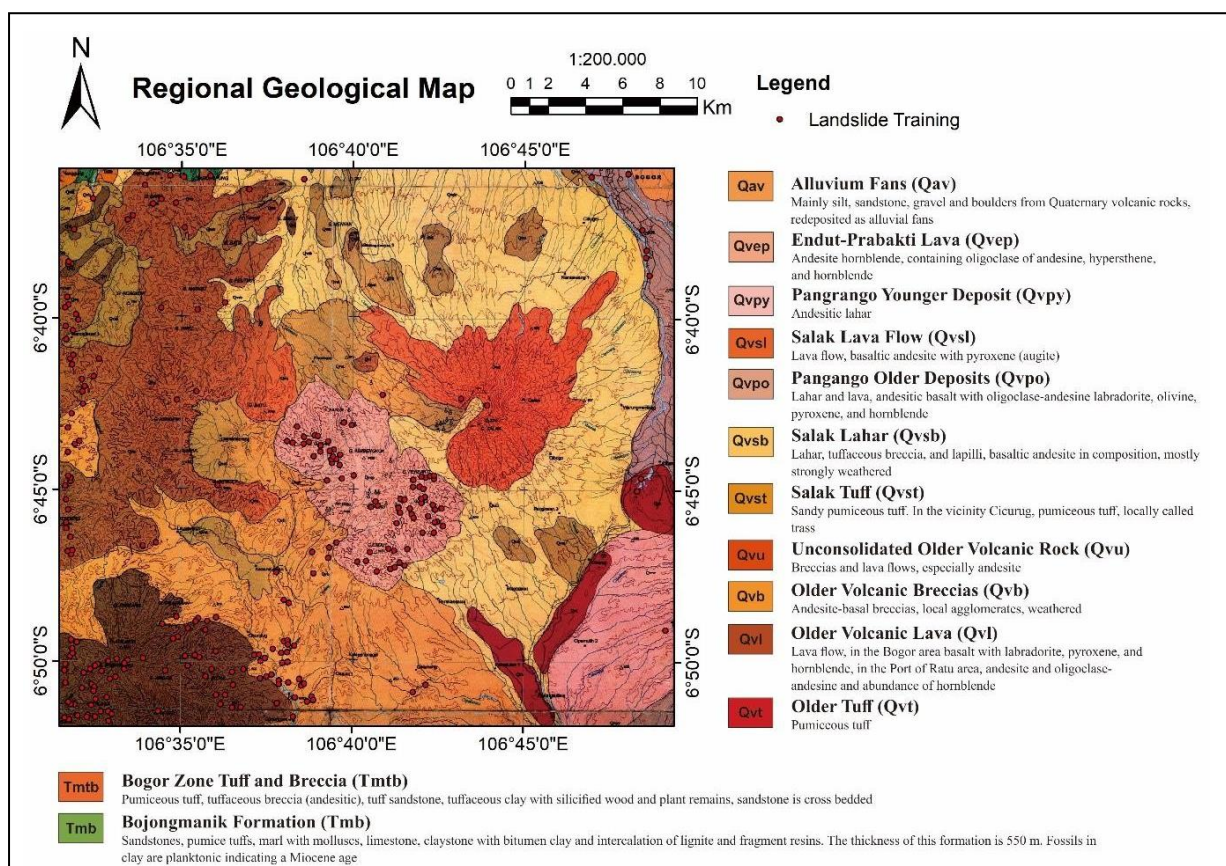 N
Regional Geological Map
1:200.000
0 1 2 4 6 8 10
Km
Legend
Landslide Training
106°35'0"E 106°40'0"E 106°45'0"E
BOGOR
6°40'0"S 6°40'0"S
6°45'0"S 6°45'0"S
6°50'0"S 6°50'0"S
106°35'0"E 106°40'0"E 106°45'0"E
Qav Alluvium Fans (Qav)
Mainly silt, sandstone, gravel and boulders from Quaternary volcanic rocks,
redeposited as alluvial fans
Qvep Endut-Prabakti Lava (Qvep)
Andesite hornblende, containing oligoclase of andesine, hypersthene,
and hornblende
Qvpy Pangrango Younger Deposit (Qvpy)
Andesitic lahar
Qvsl Salak Lava Flow (Qvsl)
Lava flow, basaltic andesite with pyroxene (augite)
Qvpo Pangango Older Deposits (Qvpo)
Lahar and lava, andesitic basalt with oligoclase-andesine labradorite, olivine,
pyroxene, and hornblende
Qvsb Salak Lahar (Qvsb)
Lahar, tuffaceous breccia, and lapilli, basaltic andesite in composition, mostly
strongly weathered
Qvst Salak Tuff (Qvst)
Sandy pumiceous tuff. In the vicinity Cicurug, pumiceous tuff, locally called
trass
Qvu Unconsolidated Older Volcanic Rock (Qvu)
Breccias and lava flows, especially andesite
Qvb Older Volcanic Breccias (Qvb)
Andesite-basal breccias, local agglomerates, weathered
Qvl Older Volcanic Lava (Qvl)
Lava flow, in the Bogor area basalt with labradorite, pyroxene, and
hornblende, in the Port of Ratu area, andesite and oligoclase-
andesine and abundance of hornblende
Qvt Older Tuff (Qvt)
Pumiceous tuff
Tmtb Bogor Zone Tuff and Breccia (Tmtb)
Pumiceous tuff, tuffaceous breccia (andesitic), tuff sandstone, tuffaceous clay with silicified wood and plant remains, sandstone is cross bedded
Tmb Bojongmanik Formation (Tmb)
Sandstones, pumice tuffs, marl with molluscs, limestone, claystone with bitumen clay and intercalation of lignite and fragment resins. The thickness of this formation is 550 m. Fossils in
clay are planktonic indicating a Miocene age